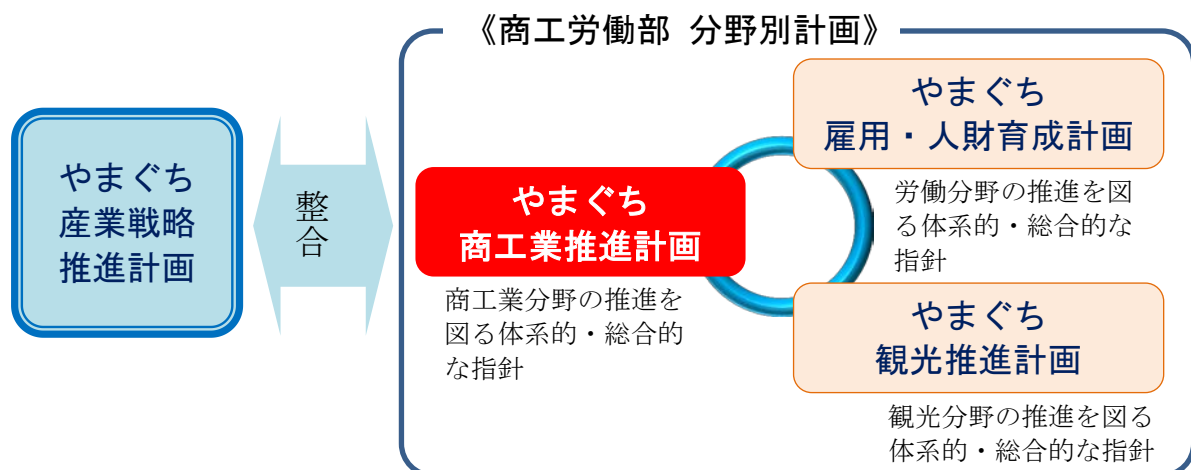 《商工労働部 分野別計画》
やまぐち
産業戦略
推進計画
整合
やまぐち
商工業推進計画
商工業分野の推進を
図る体系的・総合的
な指針
やまぐち
雇用・人財育成計画
労働分野の推進を図
る体系的・総合的な
指針
やまぐち
観光推進計画
観光分野の推進を図る
体系的・総合的な指針